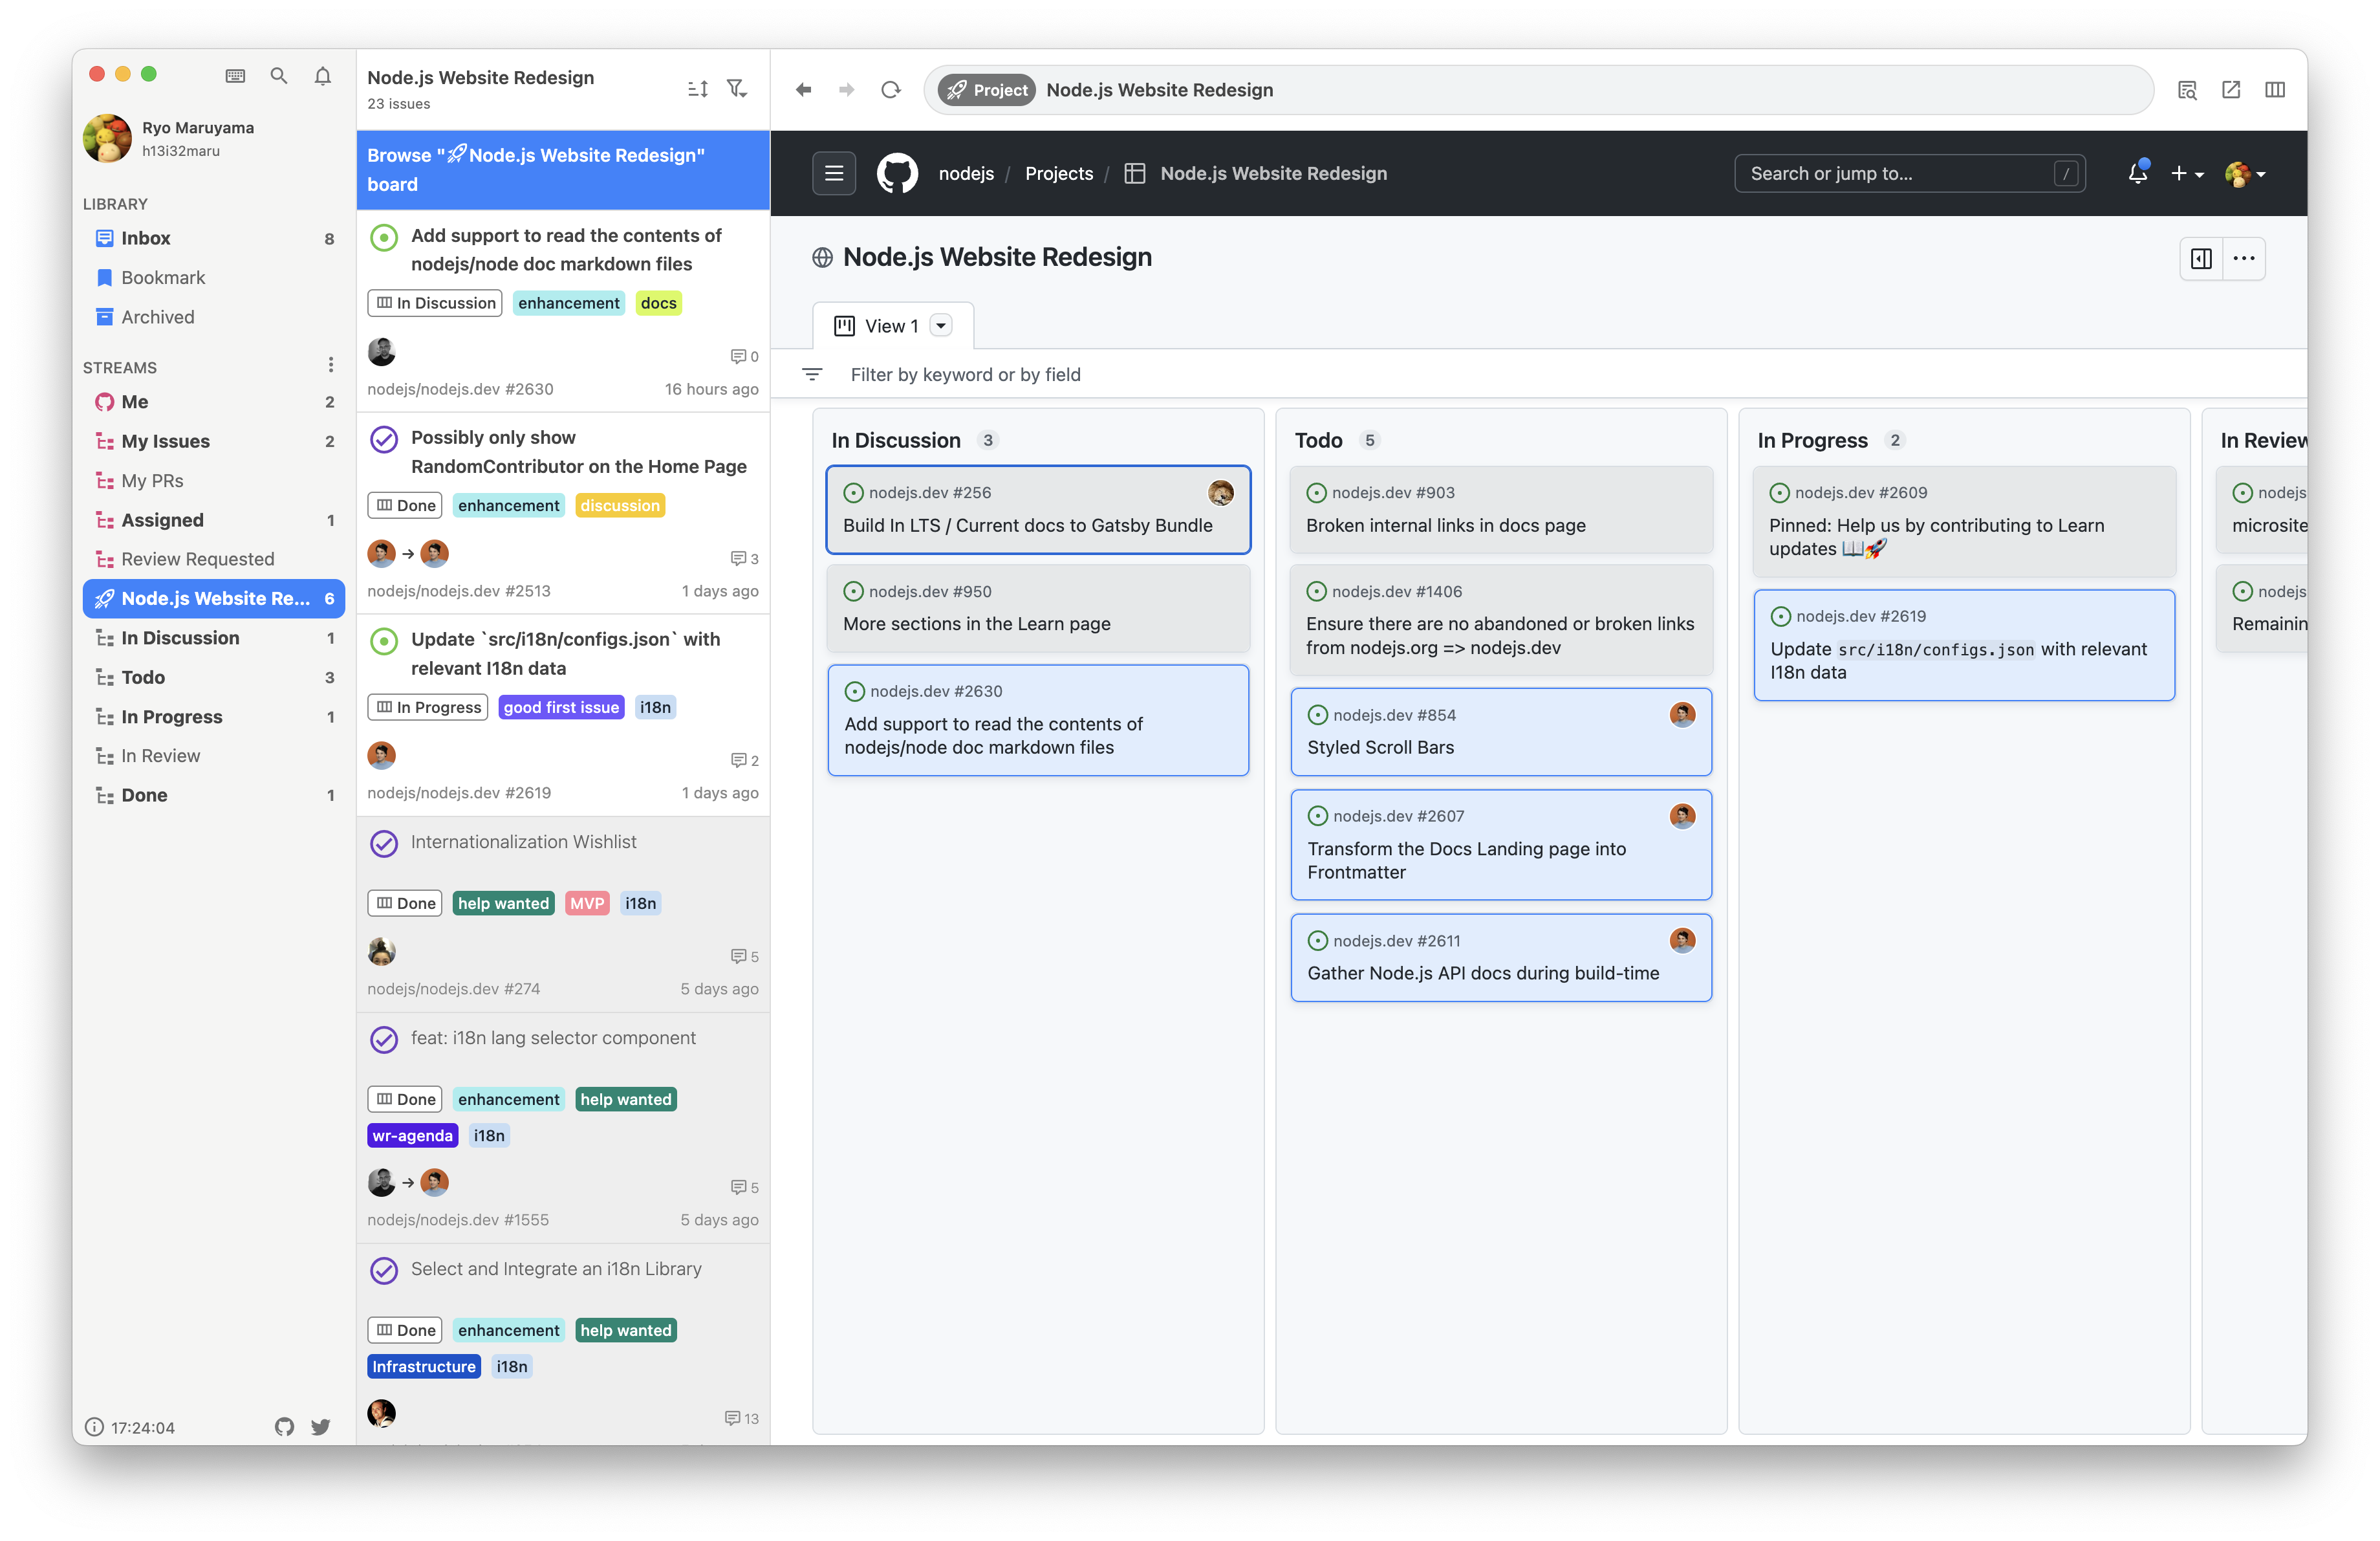 Ryo Maruyama
h13i32maru
LIBRARY
Inbox 8
Bookmark
Archived
STREAMS
Me 2
My Issues 2
My PRs
Assigned 1
Review Requested
Node.js Website Re... 6
In Discussion 1
Todo 3
In Progress 1
In Review
Done 1
17:24:04
Node.js Website Redesign
23 issues
Browse "🚀Node.js Website Redesign"
board
Add support to read the contents of
nodejs/node doc markdown files
In Discussion enhancement docs
0
nodejs/nodejs.dev #2630 16 hours ago
Possibly only show
RandomContributor on the Home Page
Done enhancement discussion
3
nodejs/nodejs.dev #2513 1 days ago
Update `src/i18n/configs.json` with
relevant I18n data
In Progress good first issue i18n
2
nodejs/nodejs.dev #2619 1 days ago
Internationalization Wishlist
Done help wanted MVP i18n
5
nodejs/nodejs.dev #274 5 days ago
feat: i18n lang selector component
Done enhancement help wanted
wr-agenda i18n
5
nodejs/nodejs.dev #1555 5 days ago
Select and Integrate an i18n Library
Done enhancement help wanted
Infrastructure i18n
13
Project Node.js Website Redesign
nodejs / Projects / Node.js Website Redesign
Search or jump to... /
Node.js Website Redesign
View 1
Filter by keyword or by field
In Discussion 3
nodejs.dev #256
Build In LTS / Current docs to Gatsby Bundle
nodejs.dev #950
More sections in the Learn page
nodejs.dev #2630
Add support to read the contents of
nodejs/node doc markdown files
Todo 5
nodejs.dev #903
Broken internal links in docs page
nodejs.dev #1406
Ensure there are no abandoned or broken links
from nodejs.org => nodejs.dev
nodejs.dev #854
Styled Scroll Bars
nodejs.dev #2607
Transform the Docs Landing page into
Frontmatter
nodejs.dev #2611
Gather Node.js API docs during build-time
In Progress 2
nodejs.dev #2609
Pinned: Help us by contributing to Learn
updates 📖🚀
nodejs.dev #2619
Update src/i18n/configs.json with relevant
I18n data
In Review
nodejs
microsite
nodejs
Remainin